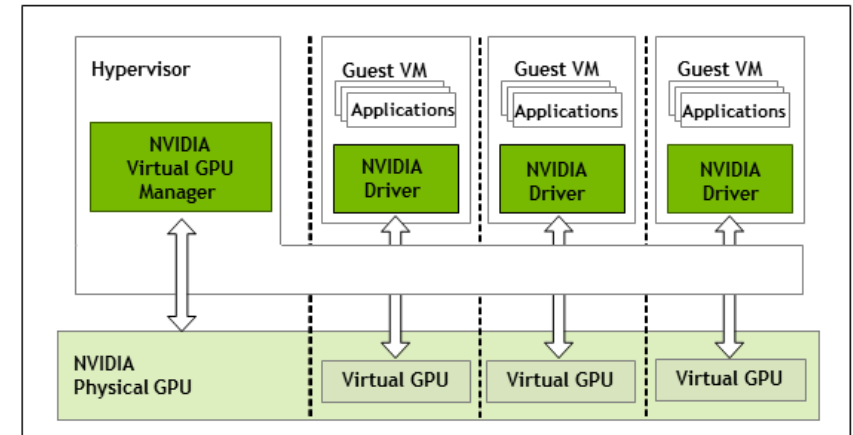 Hypervisor
NVIDIA
Virtual GPU
Manager
Guest VM
Applications
NVIDIA
Driver
Guest VM
Applications
NVIDIA
Driver
Guest VM
Applications
NVIDIA
Driver
NVIDIA
Physical GPU
Virtual GPU
Virtual GPU
Virtual GPU